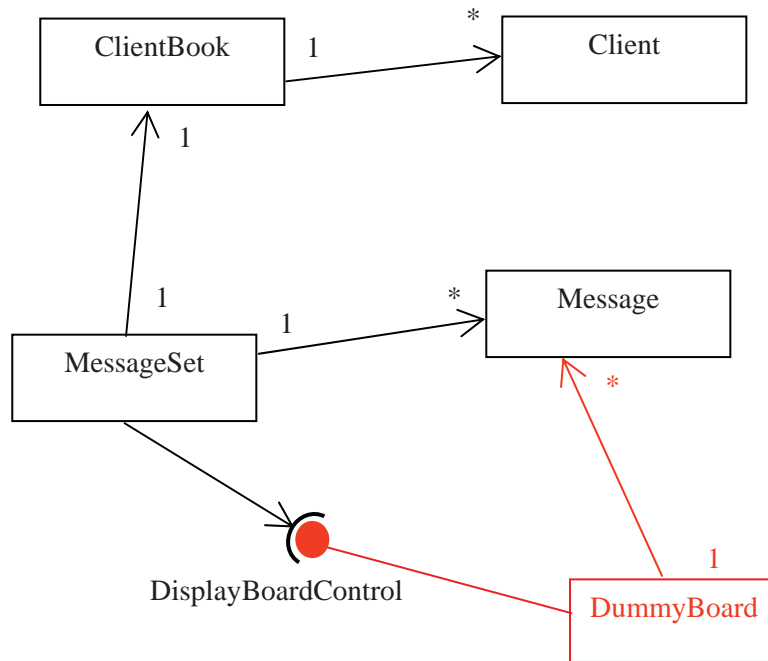 ClientBook
1
*
Client
1
1
MessageSet
1
*
Message
*
DisplayBoardControl
1
DummyBoard